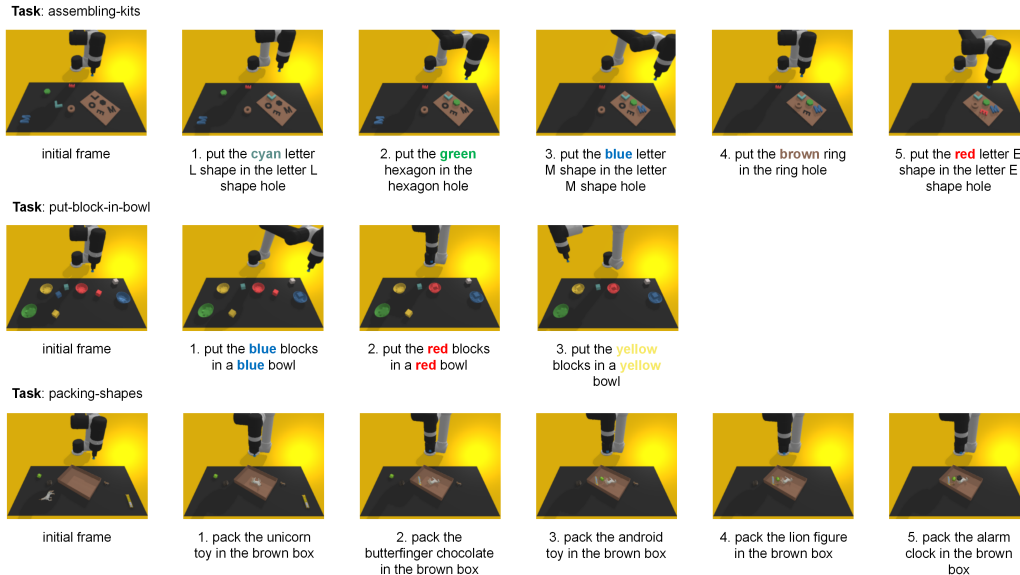 Task: assembling-kits
initial frame
1. put the cyan letter
L shape in the letter L
shape hole
2. put the green
hexagon in the
hexagon hole
3. put the blue letter
M shape in the letter
M shape hole
4. put the brown ring
in the ring hole
5. put the red letter E
shape in the letter E
shape hole
Task: put-block-in-bowl
initial frame
1. put the blue blocks
in a blue bowl
2. put the red blocks
in a red bowl
3. put the yellow
blocks in a yellow
bowl
Task: packing-shapes
initial frame
1. pack the unicorn
toy in the brown box
2. pack the
butterfinger chocolate
in the brown box
3. pack the android
toy in the brown box
4. pack the lion figure
in the brown box
5. pack the alarm
clock in the brown
box